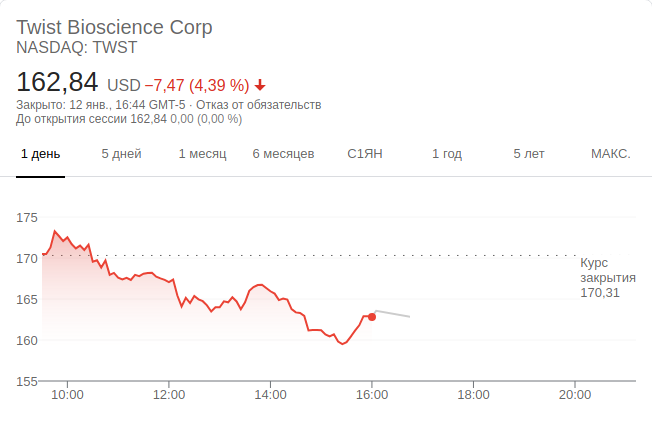 Twist Bioscience Corp
NASDAQ: TWST
162,84 USD −7,47 (4,39 %)
Закрыто: 12 янв., 16:44 GMT-5 · Отказ от обязательств
До открытия сессии 162,84 0,00 (0,00 %)
1 день 5 дней 1 месяц 6 месяцев С1ЯН 1 год 5 лет МАКС.
175
170
Курс
закрытия
170,31
165
160
155
10:00 12:00 14:00 16:00 18:00 20:00